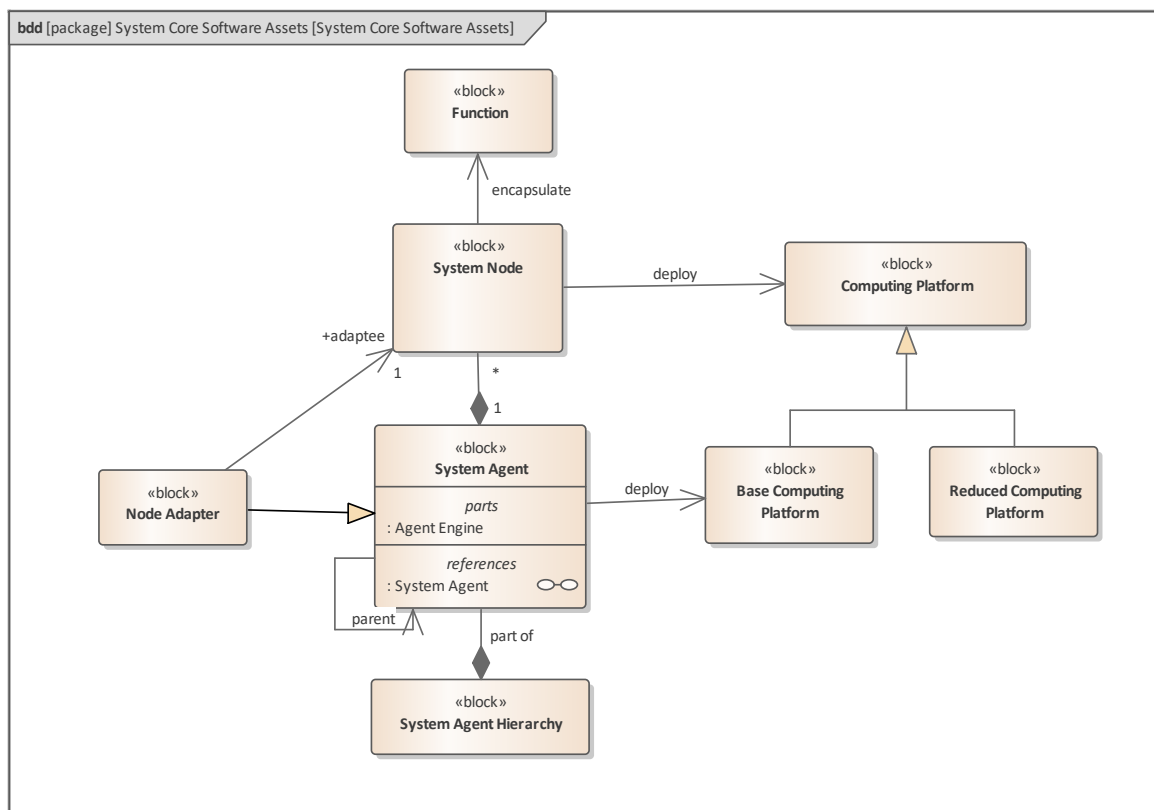 bdd [package] System Core Software Assets [System Core Software Assets]
«block»
Function
encapsulate
«block»
System Node
deploy
«block»
Computing Platform
+adaptee
1
*
1
«block»
System Agent
parts
: Agent Engine
references
: System Agent
deploy
«block»
Base Computing
Platform
«block»
Reduced Computing
Platform
«block»
Node Adapter
parent
part of
«block»
System Agent Hierarchy